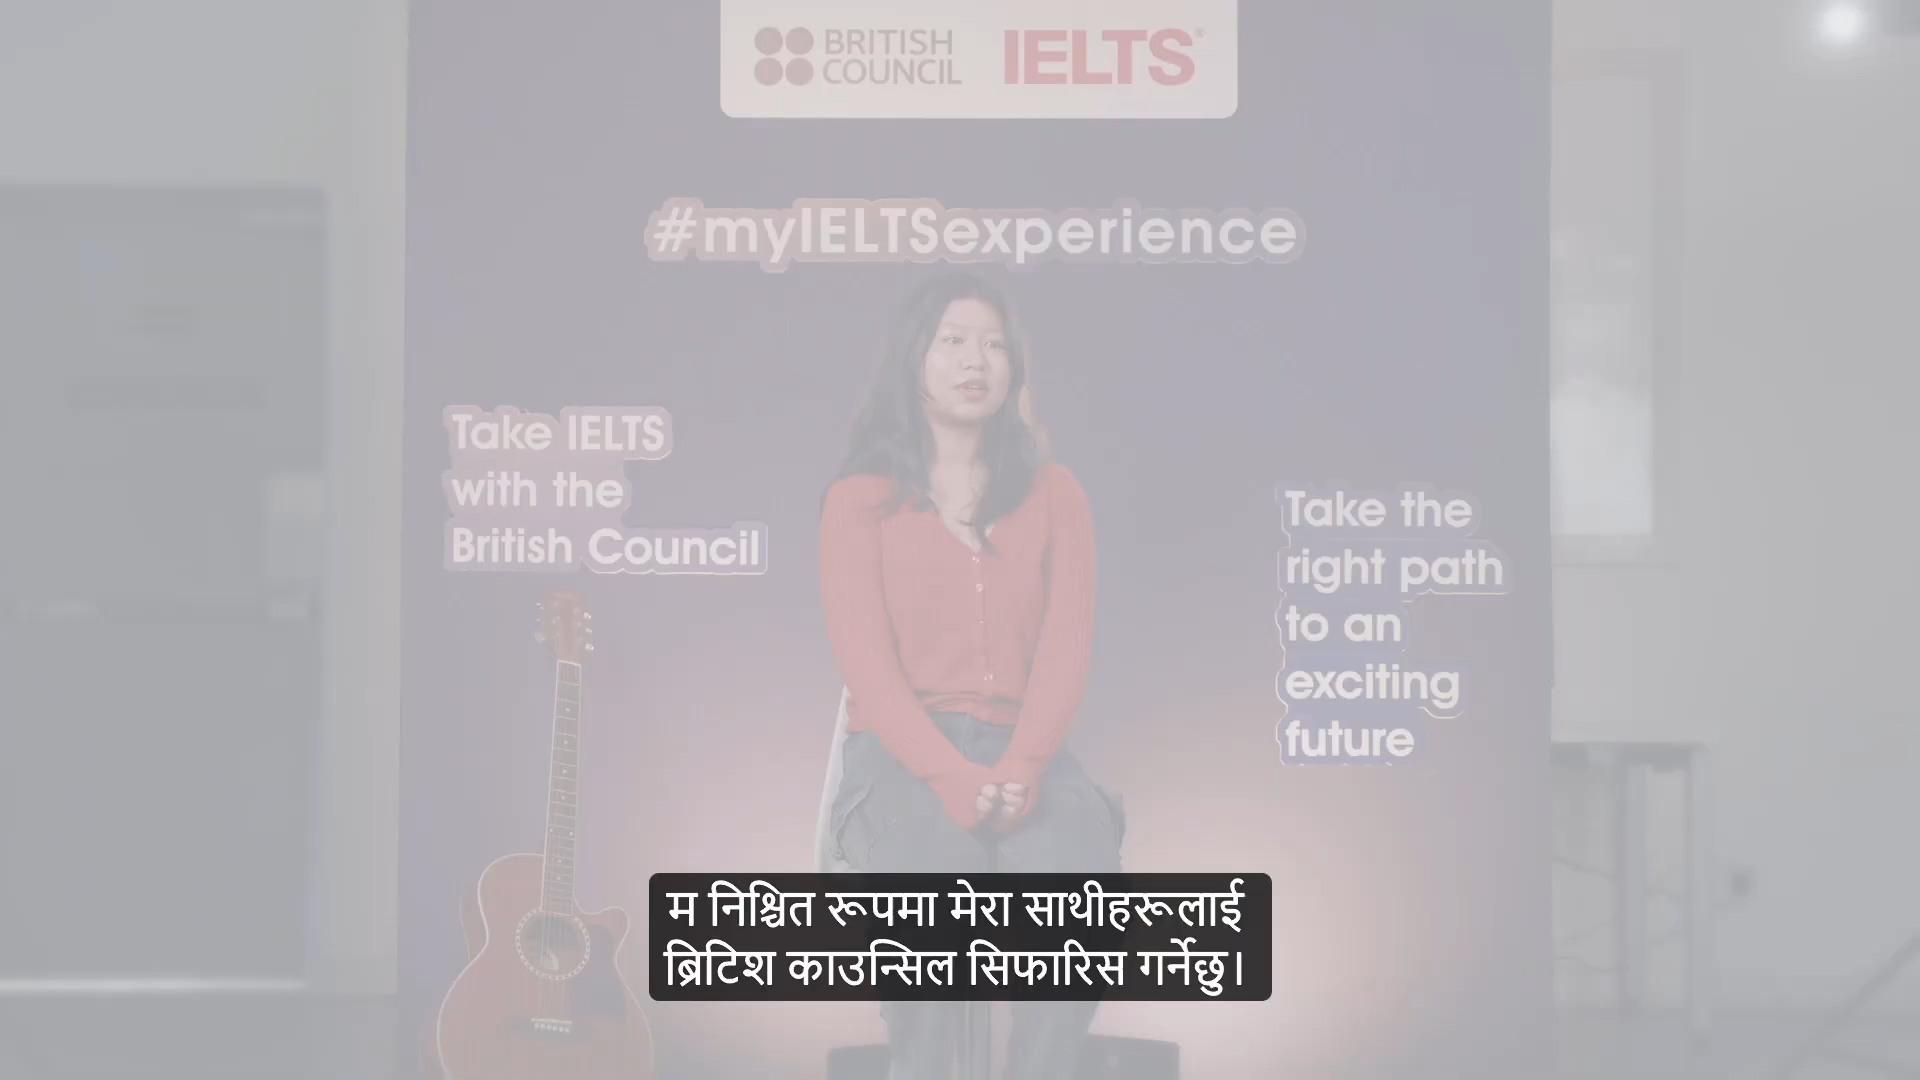 BRITISH
COUNCIL
IELTS®
#myIELTSexperience
Take IELTS
with the
British Council
Take the
right path
to an
exciting
future
म निश्चित रूपमा मेरा साथीहरूलाई
ब्रिटिश काउन्सिल सिफारिस गर्नेछु।